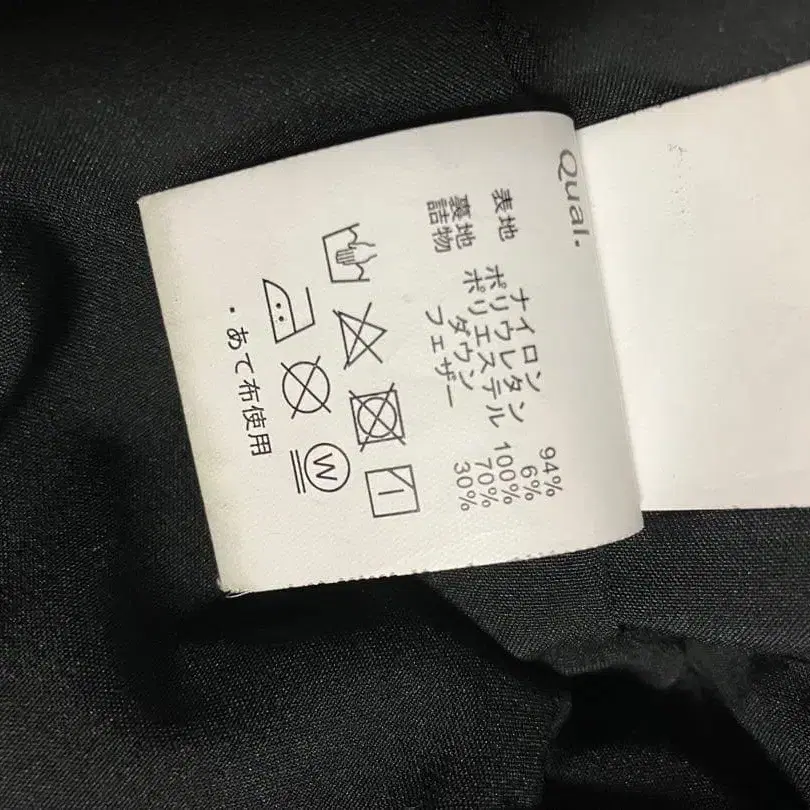 Qual.
表地 ナイロン 94%
ポリウレタン 6%
裏地 ポリエステル 100%
詰物 ダウン 70%
フェザー 30%
W
・あて布使用